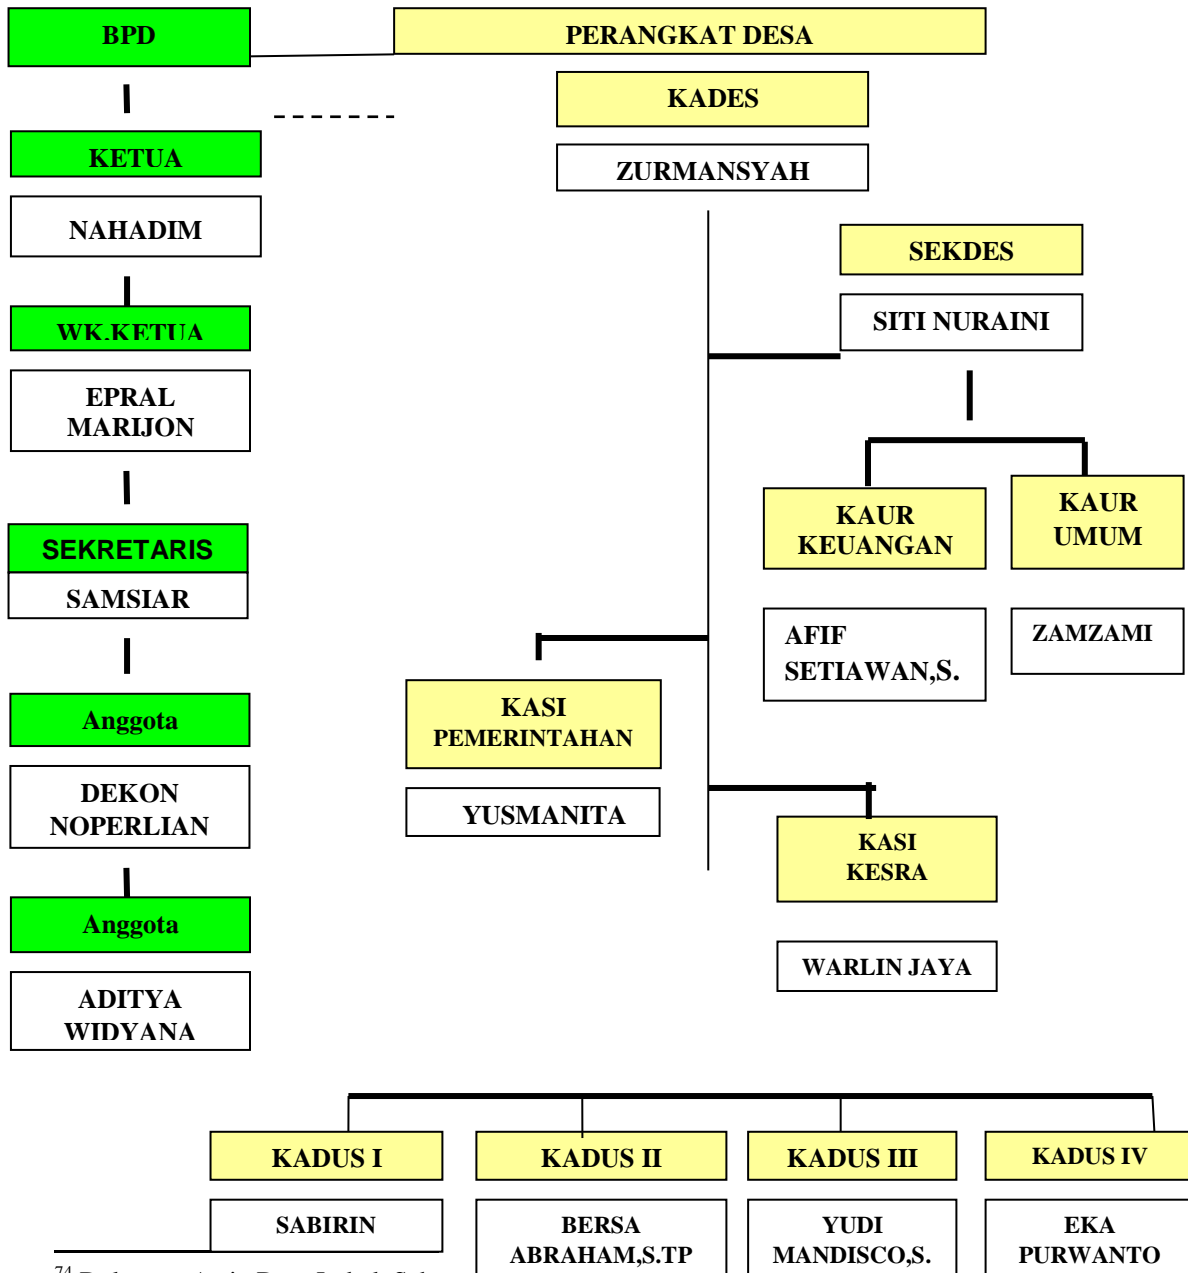 BPD
PERANGKAT DESA
KADES
KETUA
ZURMANSYAH
NAHADIM
SEKDES
SITI NURAINI
WK.KETUA
EPRAL
MARIJON
KAUR
KEUANGAN
KAUR
UMUM
SEKRETARIS
SAMSIAR
AFIF
SETIAWAN,S.
ZAMZAMI
KASI
PEMERINTAHAN
Anggota
YUSMANITA
DEKON
NOPERLIAN
KASI
KESRA
Anggota
WARLIN JAYA
ADITYA
WIDYANA
KADUS I
KADUS II
KADUS III
KADUS IV
SABIRIN
BERSA
ABRAHAM,S.TP
YUDI
MANDISCO,S.
EKA
PURWANTO
74